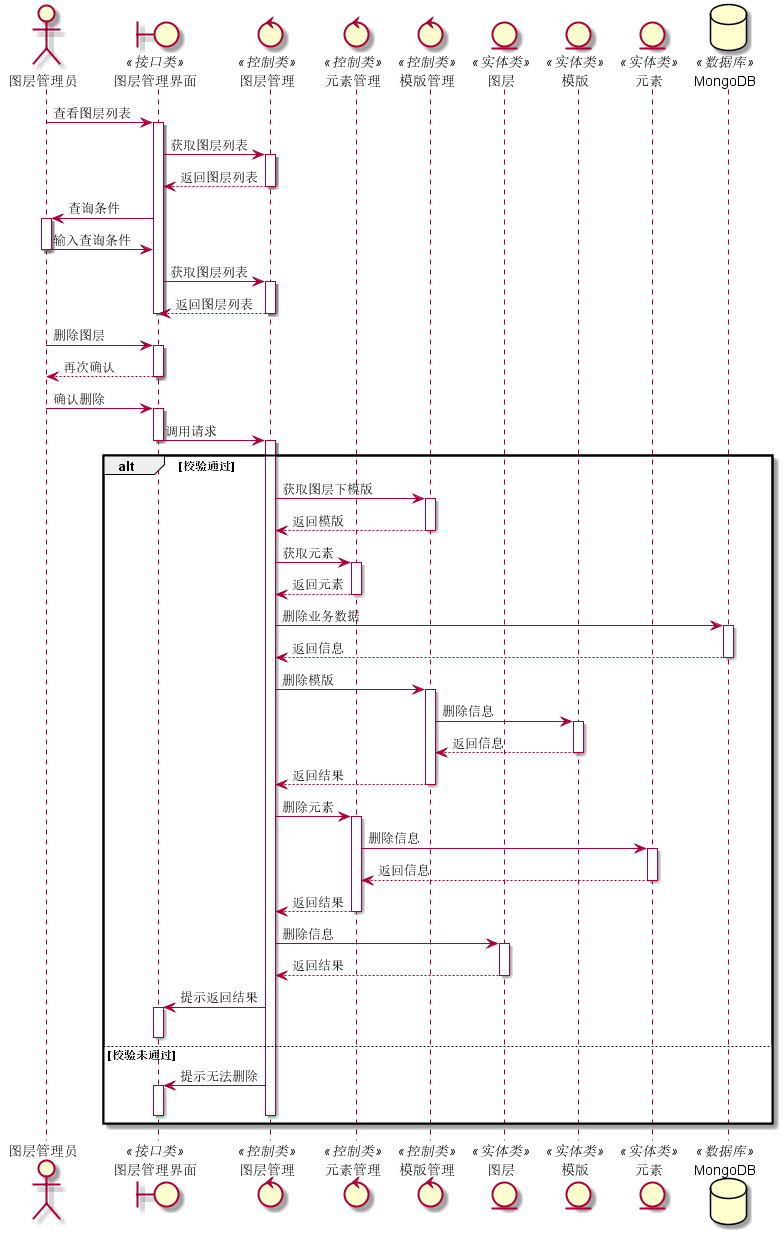 «接口类» «控制类» «控制类» «控制类» «实体类» «实体类» «实体类» «数据库»
图层管理员 图层管理界面 图层管理 元素管理 模版管理 图层 模版 元素 MongoDB
查看图层列表
获取图层列表
返回图层列表
查询条件
输入查询条件
获取图层列表
返回图层列表
删除图层
再次确认
确认删除
调用请求
alt [校验通过]
获取图层下模版
返回模版
获取元素
返回元素
删除业务数据
返回信息
删除模版
删除信息
返回信息
返回结果
删除元素
删除信息
返回信息
返回结果
删除信息
返回结果
提示返回结果
[校验未通过]
提示无法删除
图层管理员 «接口类» «控制类» «控制类» «控制类» «实体类» «实体类» «实体类» «数据库»
图层管理界面 图层管理 元素管理 模版管理 图层 模版 元素 MongoDB